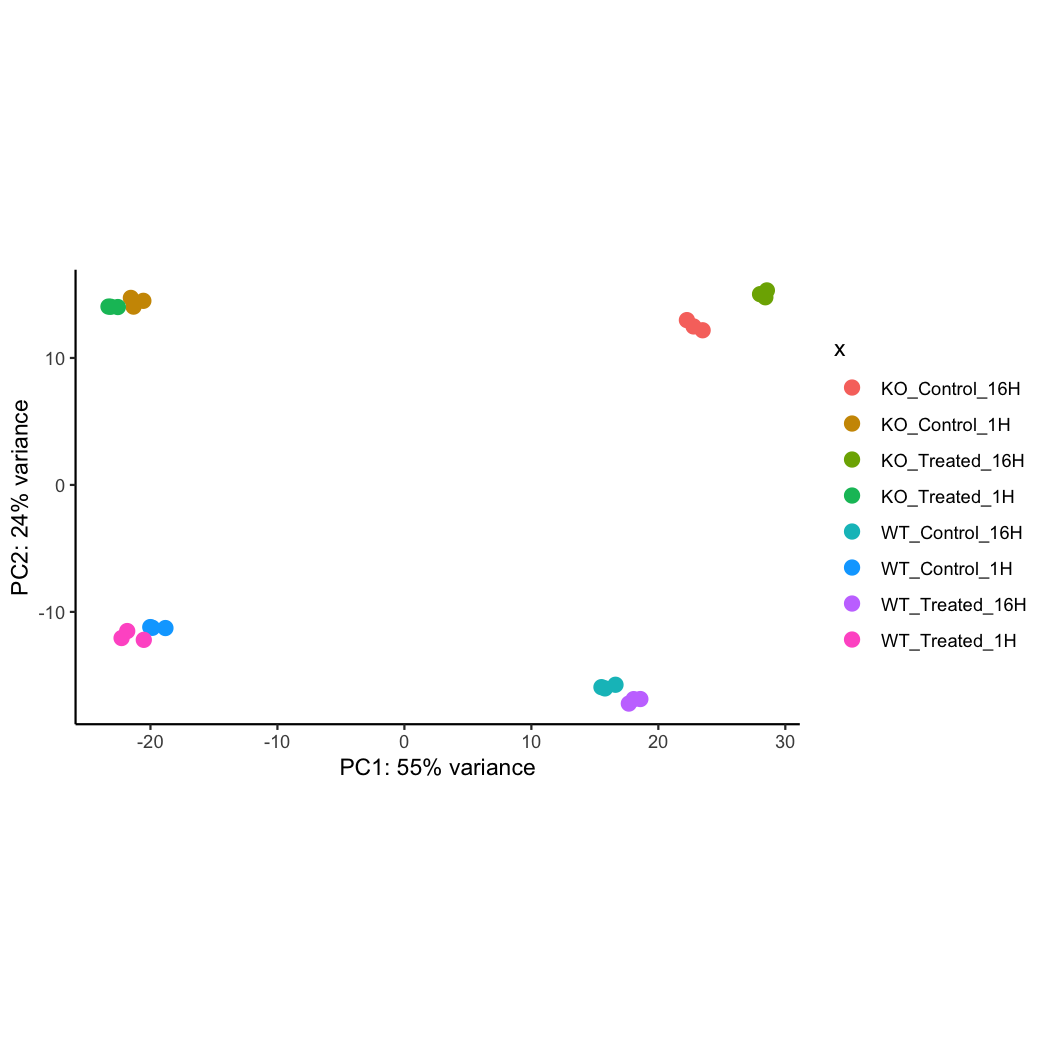 x
KO_Control_16H
KO_Control_1H
KO_Treated_16H
KO_Treated_1H
WT_Control_16H
WT_Control_1H
WT_Treated_16H
WT_Treated_1H
PC2: 24% variance
10
0
-10
-20
-10
0
10
20
30
PC1: 55% variance